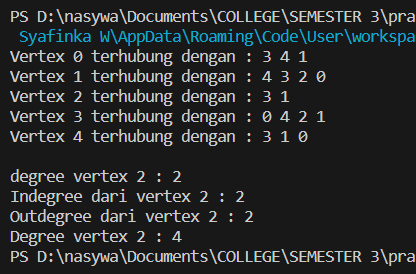 PS D:\nasywa\Documents\COLLEGE\SEMESTER 3\pra
Syafinka W\AppData\Roaming\Code\User\workspa
Vertex 0 terhubung dengan : 3 4 1
Vertex 1 terhubung dengan : 4 3 2 0
Vertex 2 terhubung dengan : 3 1
Vertex 3 terhubung dengan : 0 4 2 1
Vertex 4 terhubung dengan : 3 1 0
degree vertex 2 : 2
Indegree dari vertex 2 : 2
Outdegree dari vertex 2 : 2
Degree vertex 2 : 4
PS D:\nasywa\Documents\COLLEGE\SEMESTER 3\pra